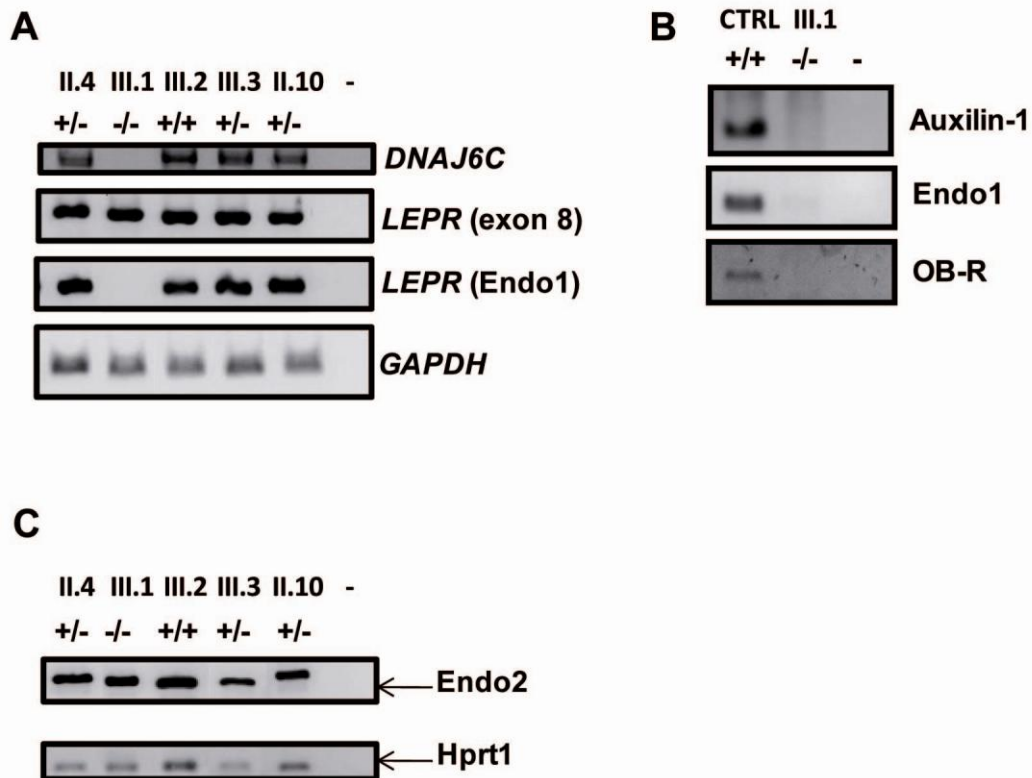 A
II.4 III.1 III.2 III.3 II.10 -
+/- -/- +/+ +/- +/-
DNAJ6C
LEPR (exon 8)
LEPR (Endo1)
GAPDH
B
CTRL III.1
+/+ -/- -
Auxilin-1
Endo1
OB-R
C
II.4 III.1 III.2 III.3 II.10 -
+/- -/- +/+ +/- +/-
Endo2
Hprt1